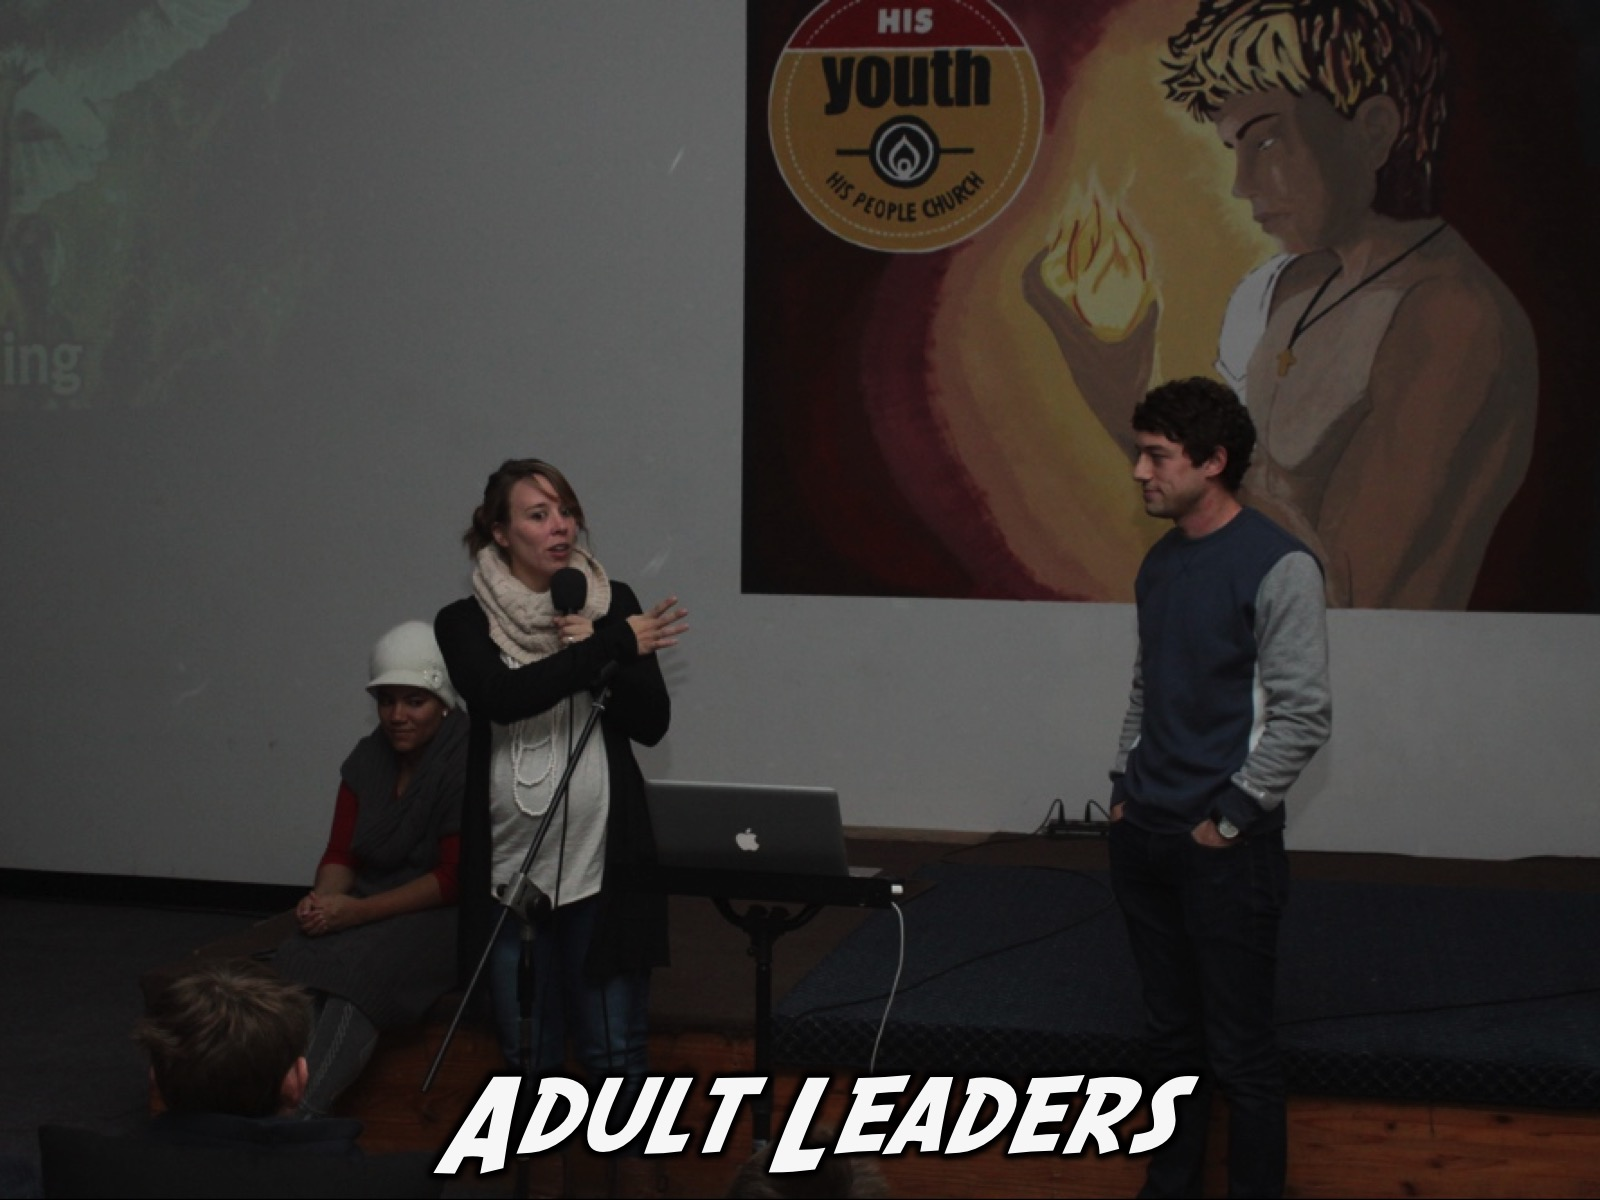 HIS
youth
HIS PEOPLE CHURCH
ing
ADULT LEADERS